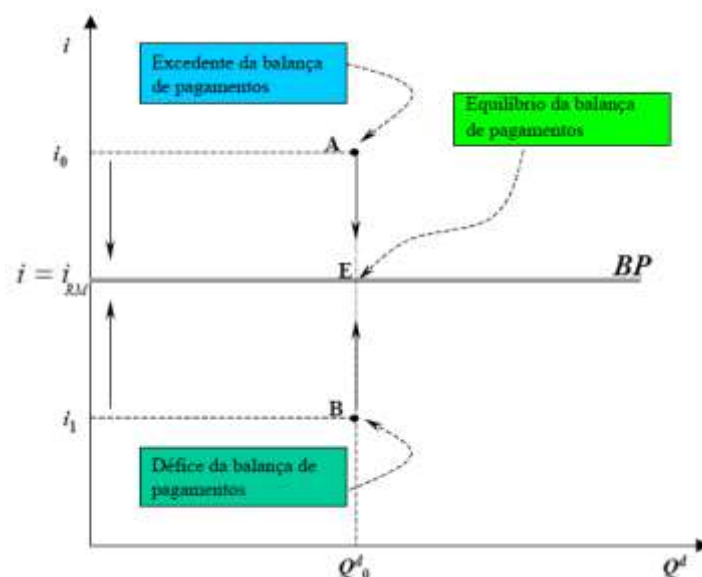 i
Excedente da balança
de pagamentos
Equilíbrio da balança
de pagamentos
i₀
A
i = i_RM
E
BP
i₁
B
Défice da balança de
pagamentos
Qᵈ₀
Qᵈ